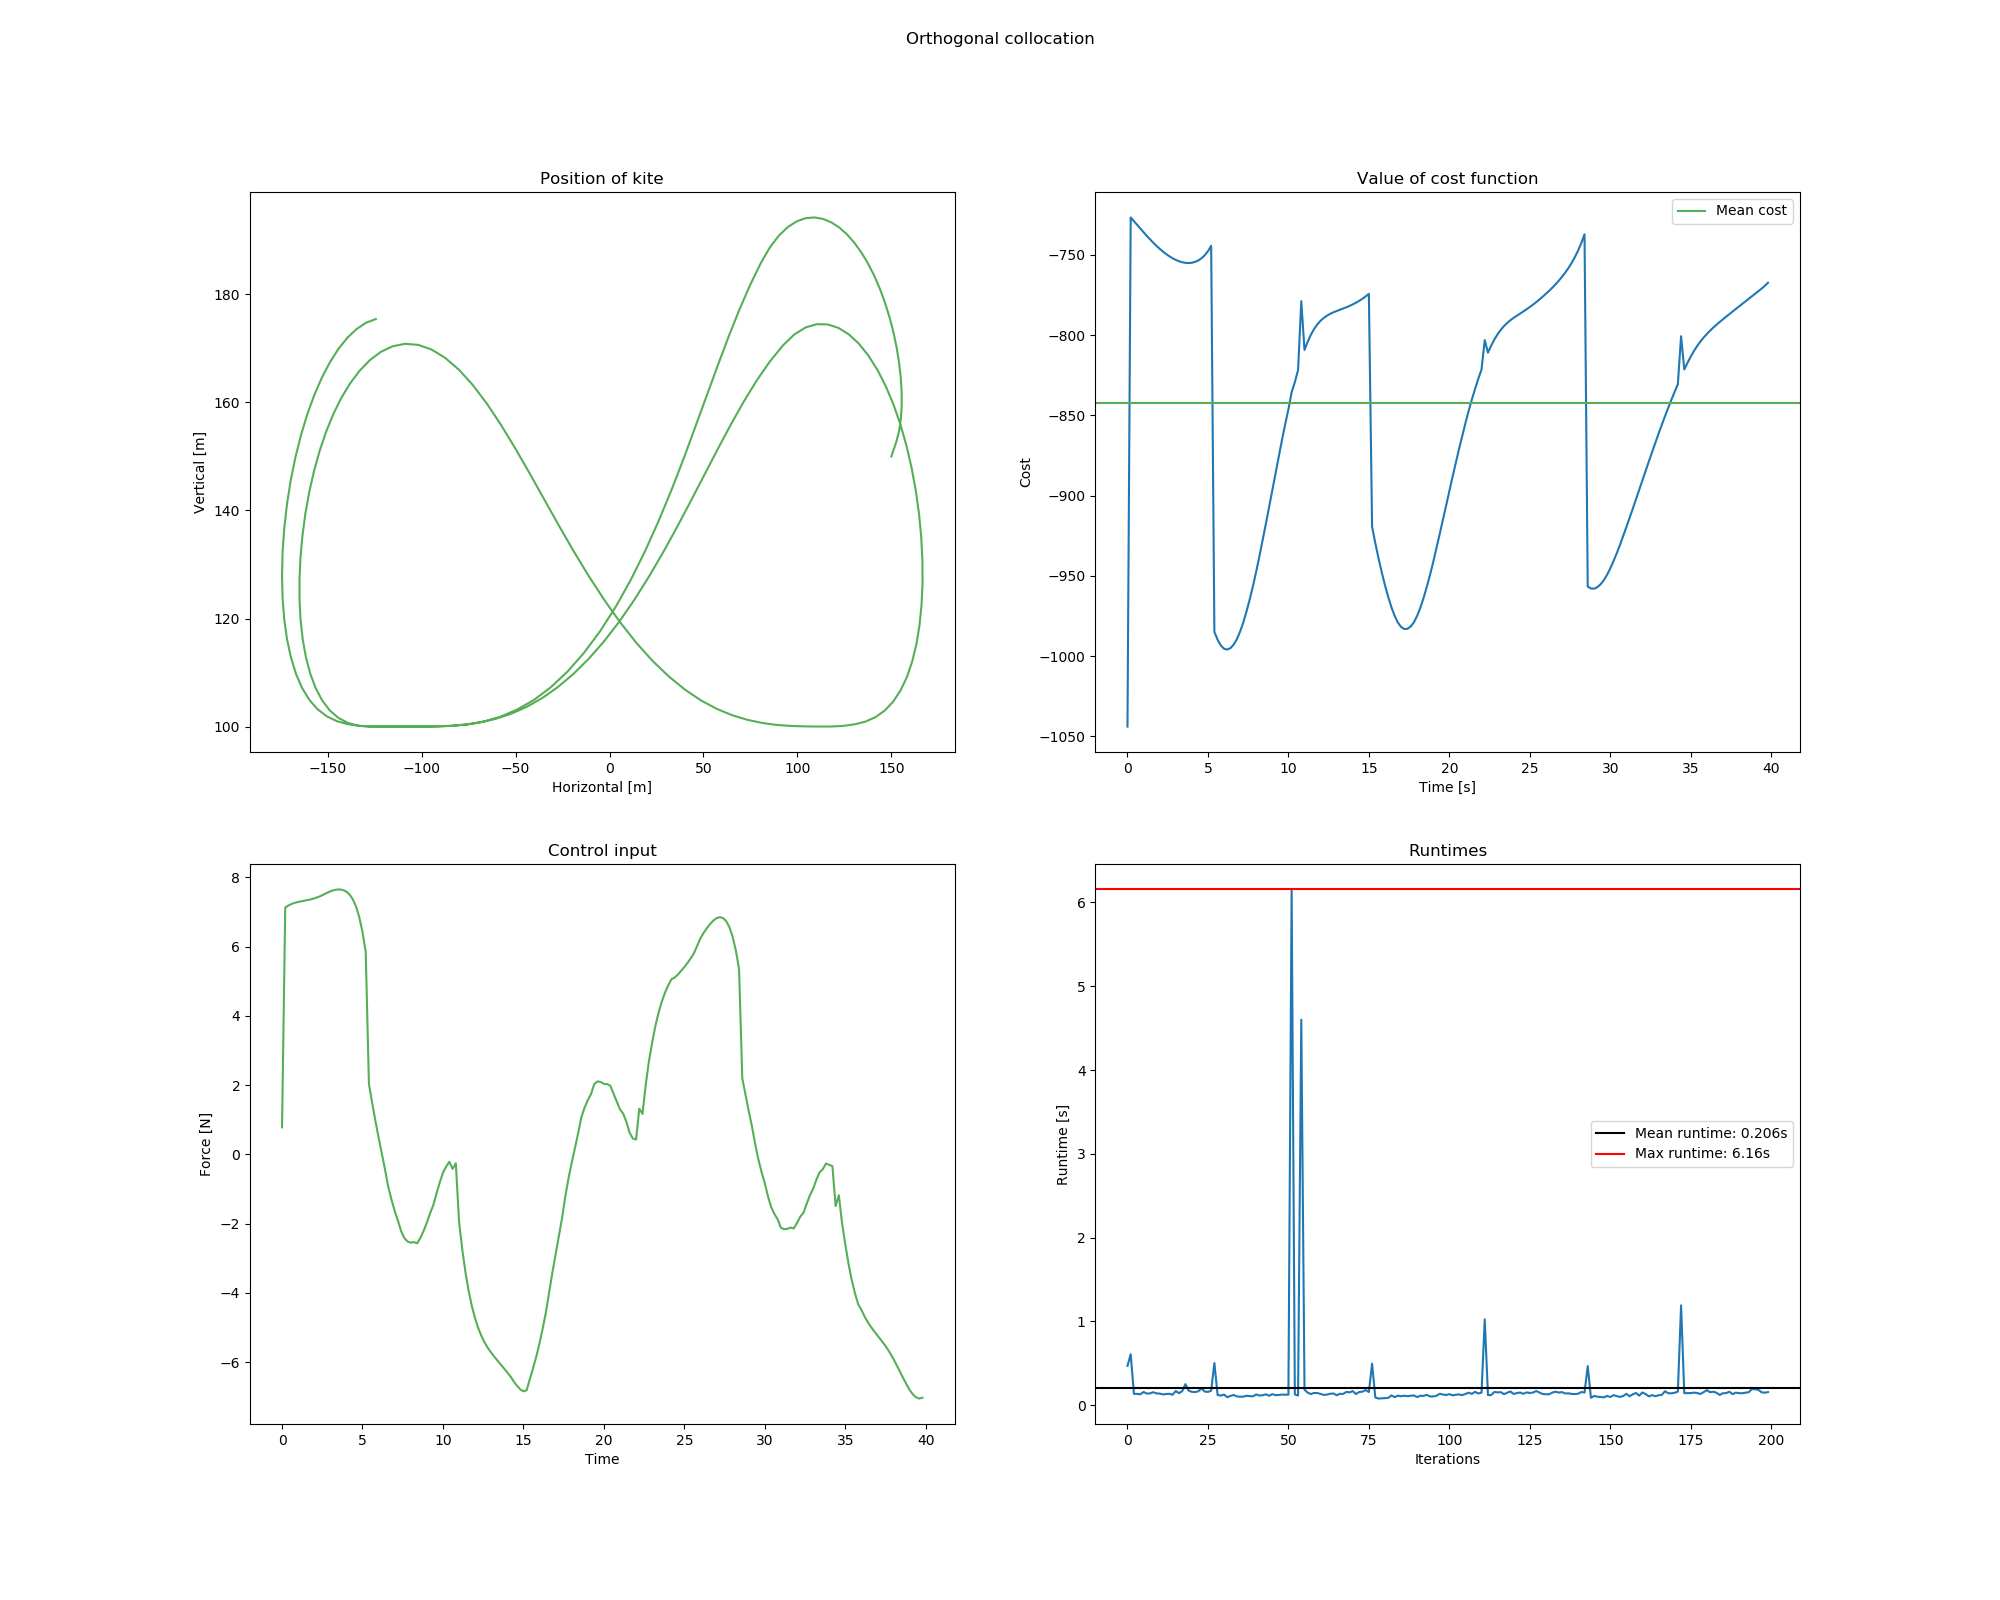 Orthogonal collocation
Position of kite
180
160
140
120
100
Vertical [m]
−150 −100 −50 0 50 100 150
Horizontal [m]
Value of cost function
Mean cost
−750
−800
−850
−900
−950
−1000
−1050
Cost
0 5 10 15 20 25 30 35 40
Time [s]
Control input
8
6
4
2
0
−2
−4
−6
Force [N]
0 5 10 15 20 25 30 35 40
Time
Runtimes
6
5
4
3
2
1
0
Runtime [s]
Mean runtime: 0.206s
Max runtime: 6.16s
0 25 50 75 100 125 150 175 200
Iterations